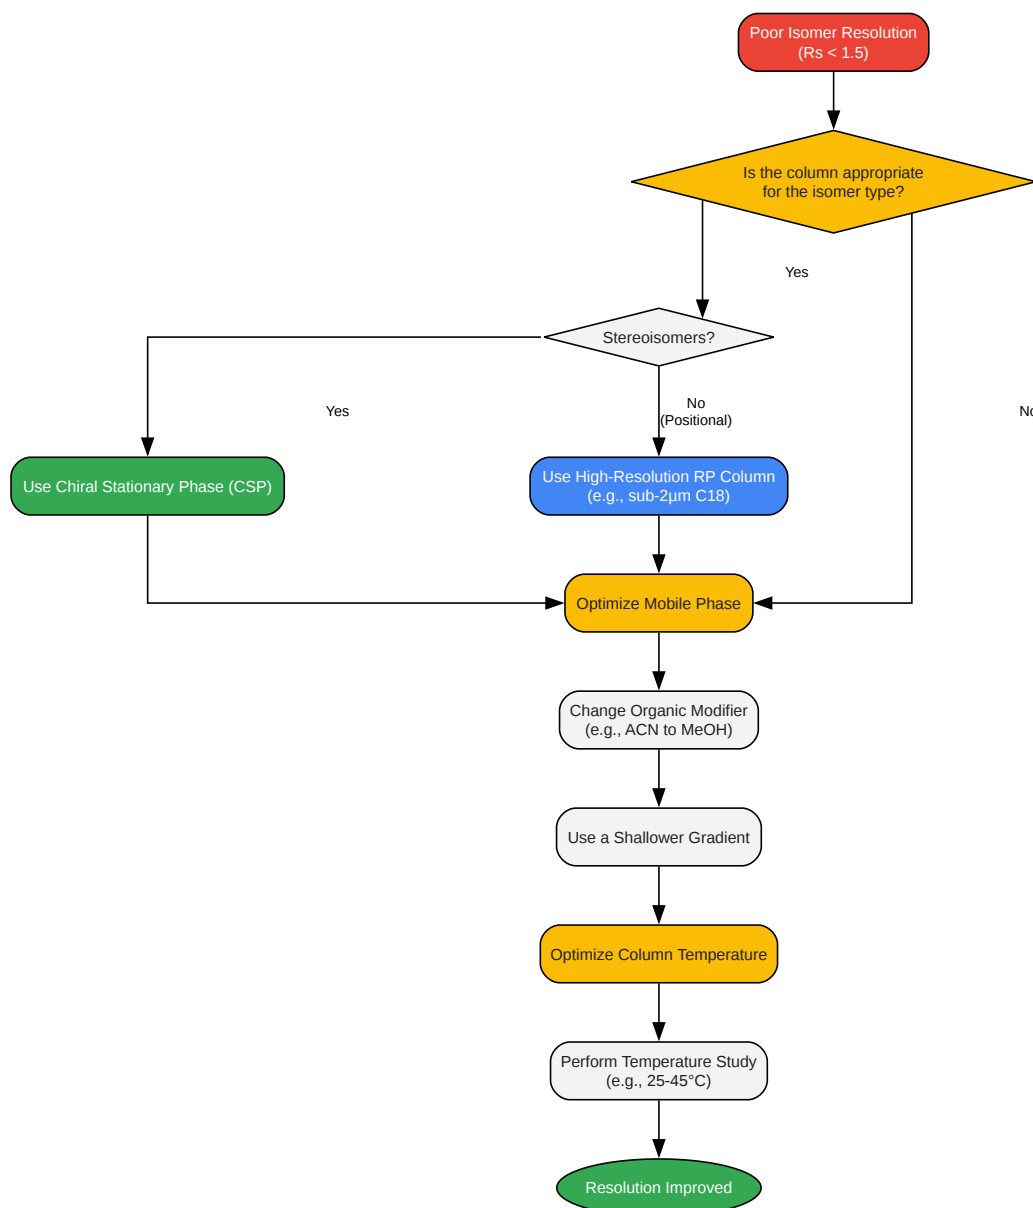 Poor Isomer Resolution
(Rs < 1.5)
Is the column appropriate
for the isomer type?
Yes
Stereoisomers?
Yes
No
(Positional)
No
Use Chiral Stationary Phase (CSP)
Use High-Resolution RP Column
(e.g., sub-2µm C18)
Optimize Mobile Phase
Change Organic Modifier
(e.g., ACN to MeOH)
Use a Shallower Gradient
Optimize Column Temperature
Perform Temperature Study
(e.g., 25-45°C)
Resolution Improved